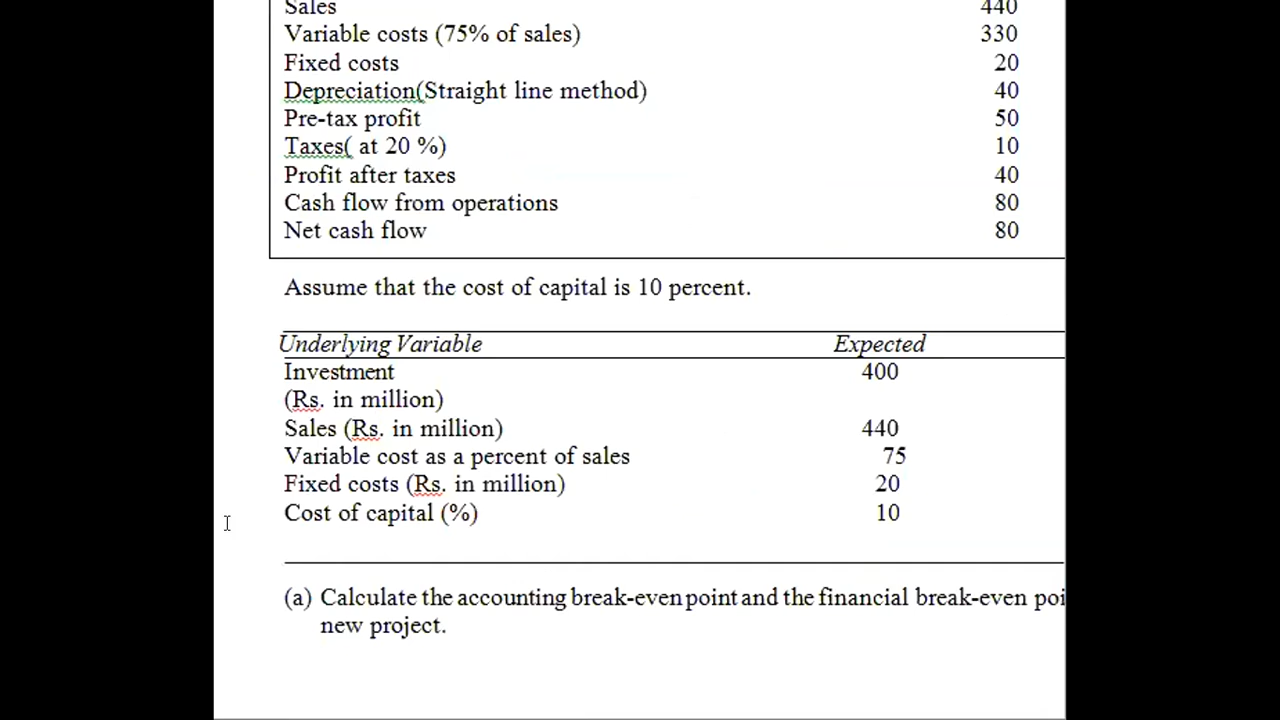 Sales 440
Variable costs (75% of sales) 330
Fixed costs 20
Depreciation(Straight line method) 40
Pre-tax profit 50
Taxes( at 20 %) 10
Profit after taxes 40
Cash flow from operations 80
Net cash flow 80
Assume that the cost of capital is 10 percent.
Underlying Variable Expected
Investment 400
(Rs. in million)
Sales (Rs. in million) 440
Variable cost as a percent of sales 75
Fixed costs (Rs. in million) 20
Cost of capital (%) 10
(a) Calculate the accounting break-even point and the financial break-even poi
new project.